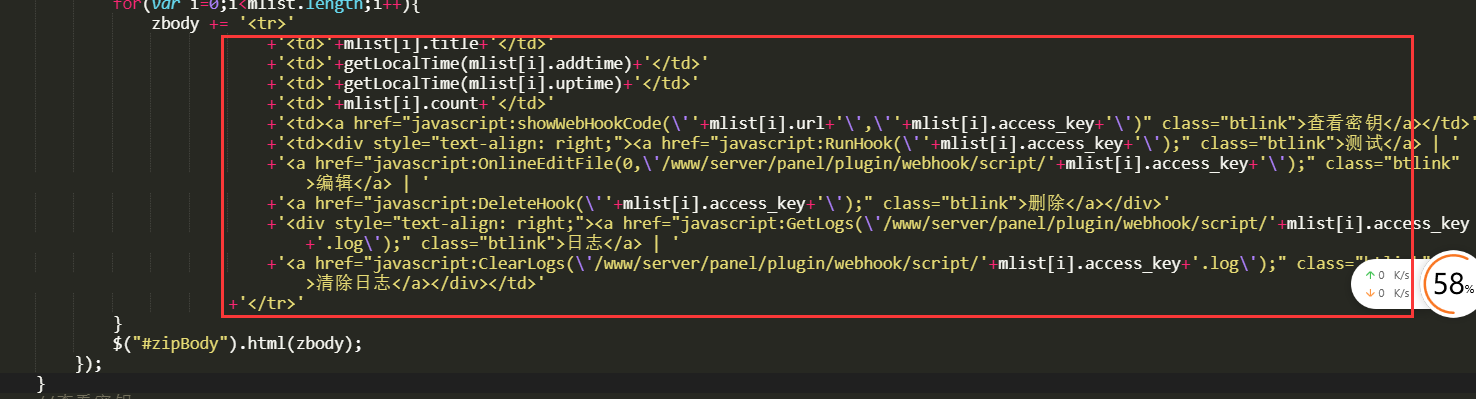 for(var i=0;i<mlist.length;i++){
zbody += '<tr>'
+'<td>'+mlist[i].title+'</td>'
+'<td>'+getLocalTime(mlist[i].addtime)+'</td>'
+'<td>'+getLocalTime(mlist[i].uptime)+'</td>'
+'<td>'+mlist[i].count+'</td>'
+'<td><a href="javascript:showWebHookCode(\''+mlist[i].url+'\',\''+mlist[i].access_key+'\')" class="btlink">查看密钥</a></td>'
+'<td><div style="text-align: right;"><a href="javascript:RunHook(\''+mlist[i].access_key+'\');" class="btlink">测试</a> | '
+'<a href="javascript:OnlineEditFile(0,\'/www/server/panel/plugin/webhook/script/'+mlist[i].access_key+'\');" class="btlink"
>编辑</a> | '
+'<a href="javascript:DeleteHook(\''+mlist[i].access_key+'\');" class="btlink">删除</a></div>'
+'<div style="text-align: right;"><a href="javascript:GetLogs(\'/www/server/panel/plugin/webhook/script/'+mlist[i].access_key
+'.log\');" class="btlink">日志</a> | '
+'<a href="javascript:ClearLogs(\'/www/server/panel/plugin/webhook/script/'+mlist[i].access_key+'.log\');" class="btlink"
>清除日志</a></div></td>'
+'</tr>'
}
$("#zipBody").html(zbody);
});
}
↑ 0 K/s
↓ 0 K/s
58%